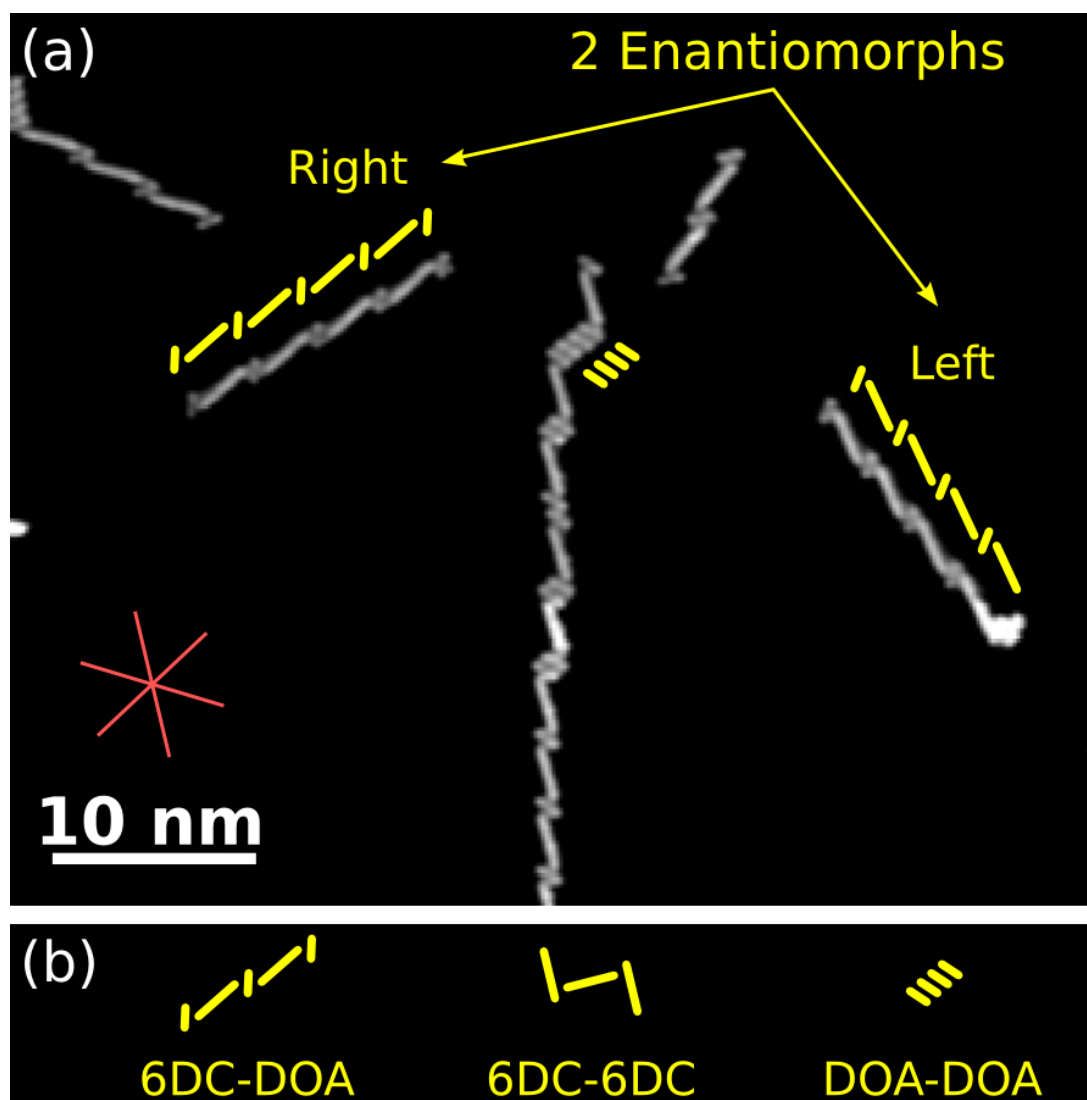 (a)
2 Enantiomorphs
Right
Left
10 nm
(b)
6DC-DOA
6DC-6DC
DOA-DOA